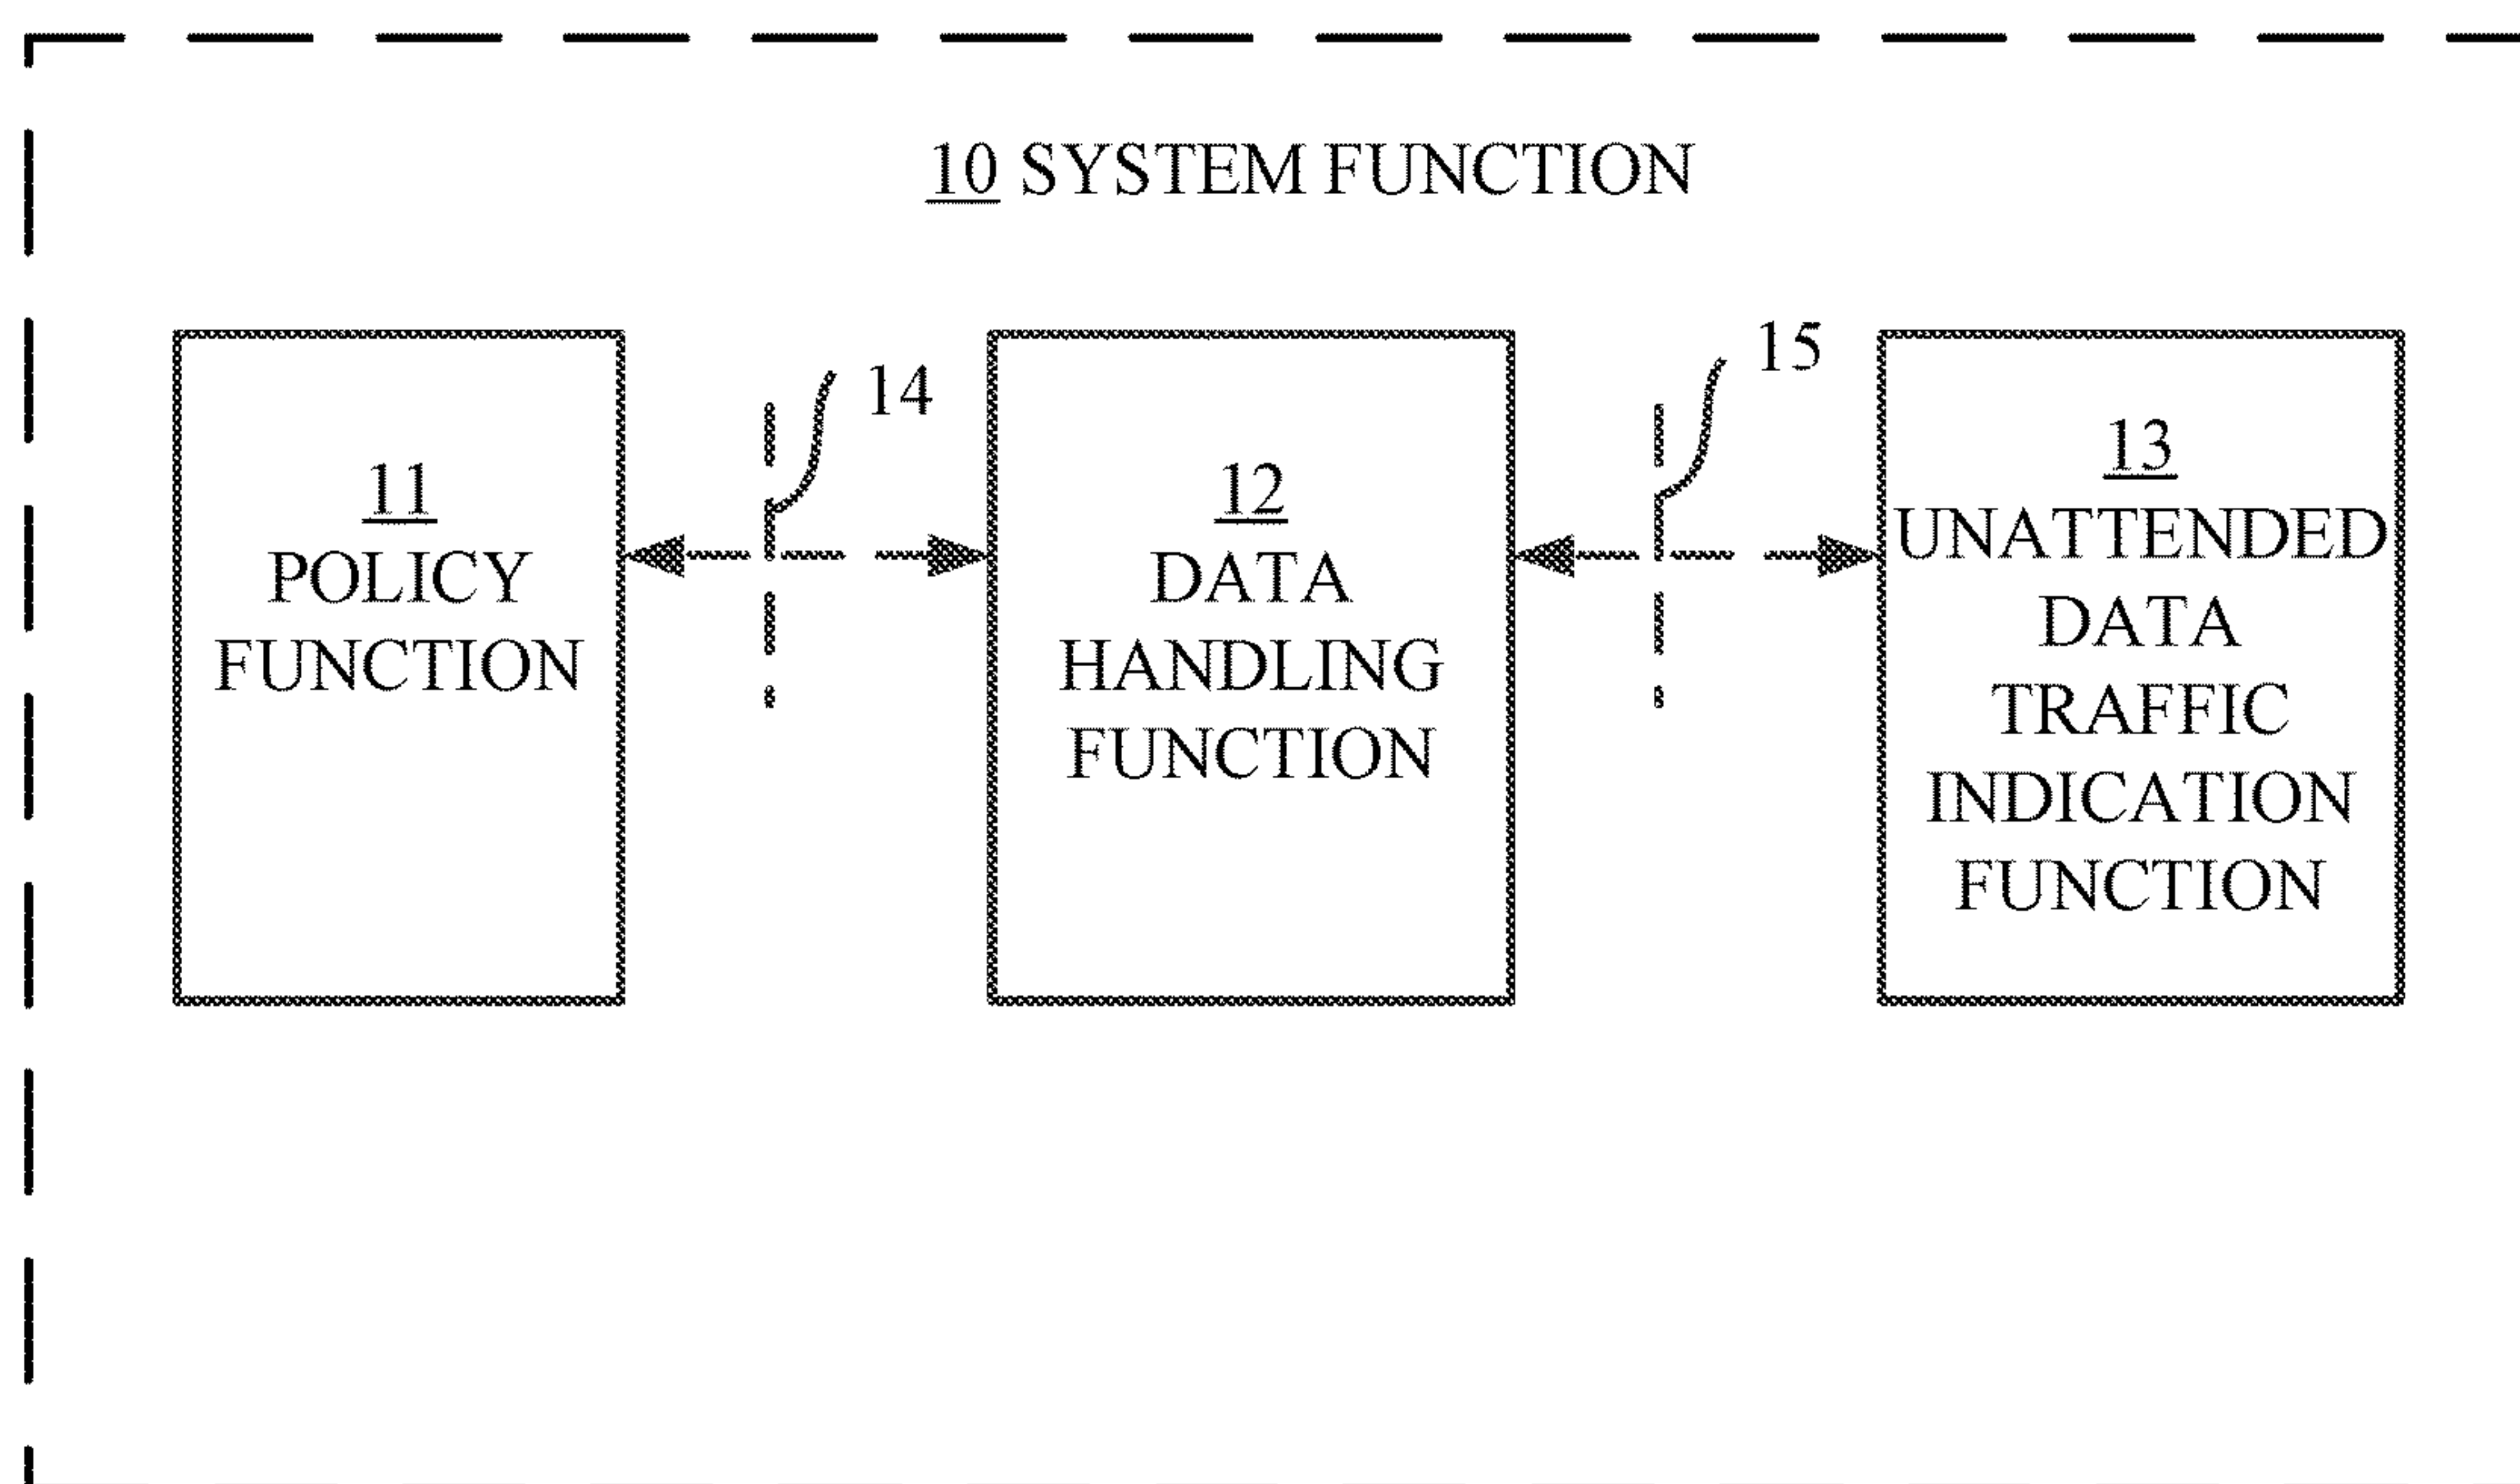 10 SYSTEM FUNCTION
11
POLICY
FUNCTION
14
12
DATA
HANDLING
FUNCTION
15
13
UNATTENDED
DATA
TRAFFIC
INDICATION
FUNCTION